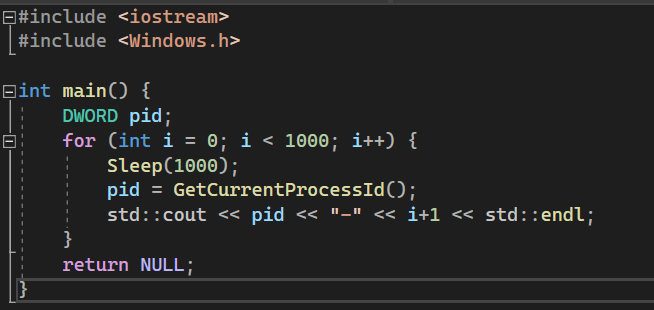 #include <iostream>
#include <Windows.h>

int main() {
    DWORD pid;
    for (int i = 0; i < 1000; i++) {
        Sleep(1000);
        pid = GetCurrentProcessId();
        std::cout << pid << "-" << i+1 << std::endl;
    }
    return NULL;
}